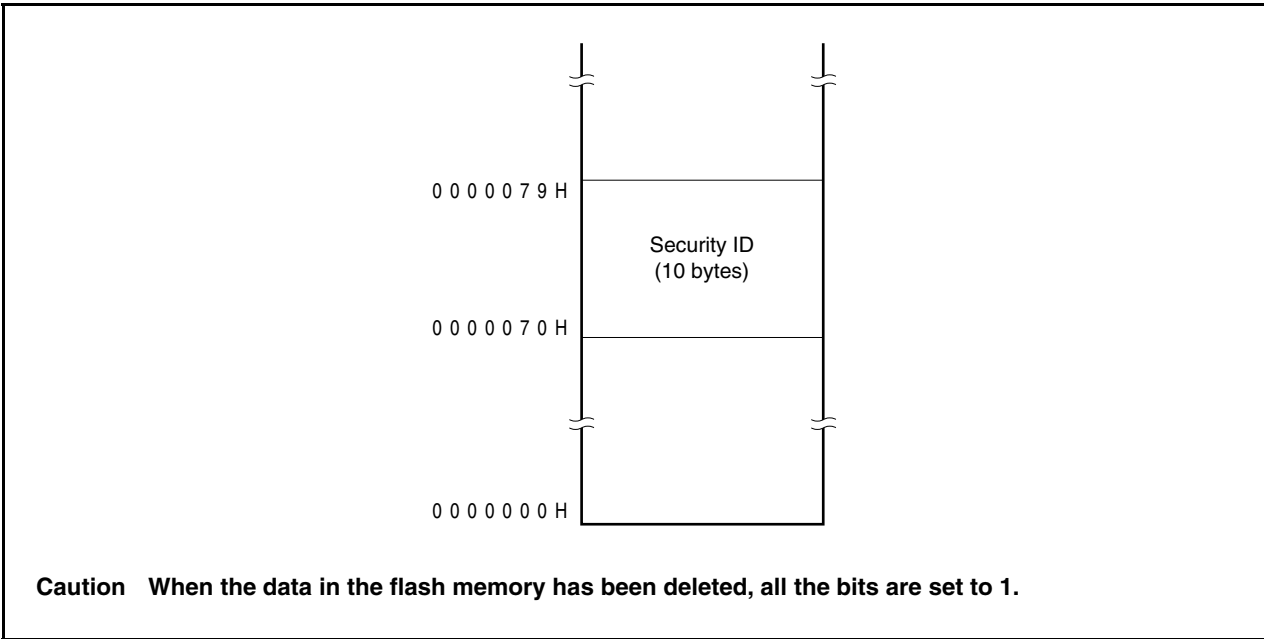 0000079H
Security ID
(10 bytes)
0000070H
0000000H
Caution When the data in the flash memory has been deleted, all the bits are set to 1.